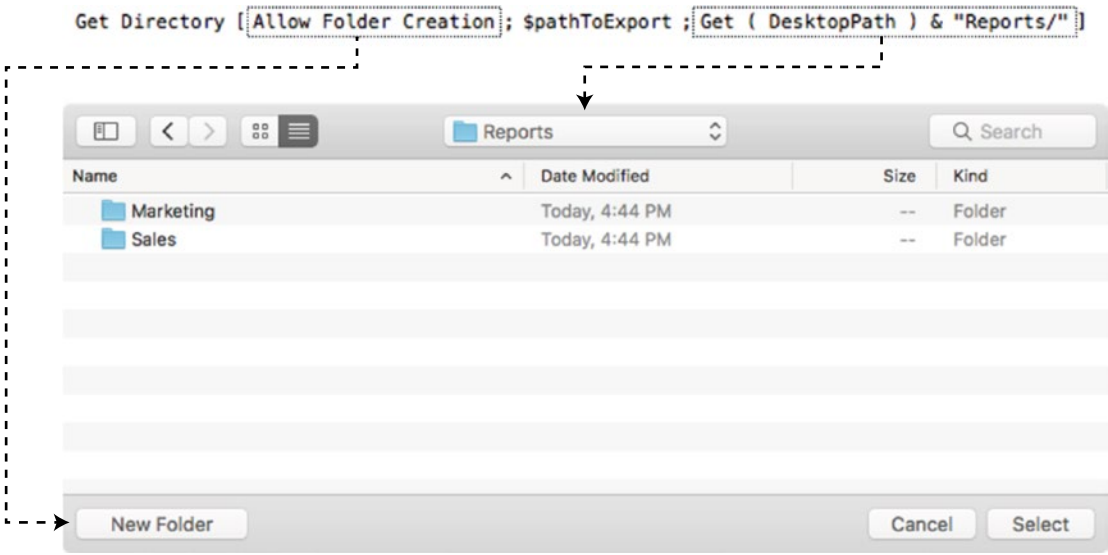 Get Directory [ Allow Folder Creation ; $pathToExport ; Get ( DesktopPath ) & "Reports/" ]
Reports Search
Name Date Modified Size Kind
Marketing Today, 4:44 PM -- Folder
Sales Today, 4:44 PM -- Folder
New Folder Cancel Select